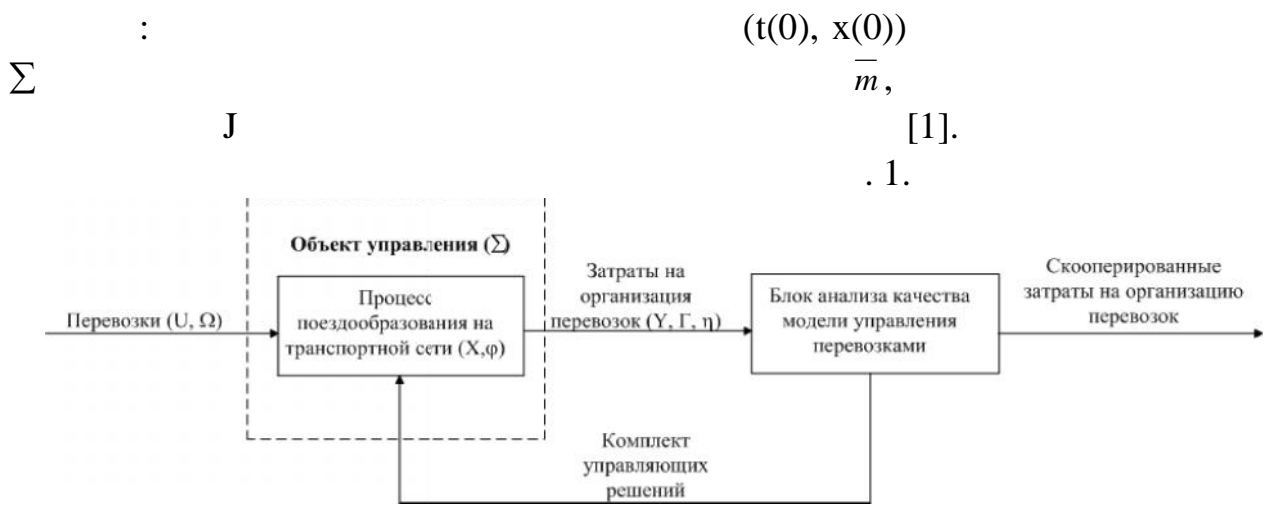 : (t(0), x(0))
∑ m̅ ,
J [1].
. 1.
Объект управления (∑)
Перевозки (U, Ω)
Процесс
поездообразования на
транспортной сети (X,φ)
Затраты на
организация
перевозок (Y, Γ, η)
Блок анализа качества
модели управления
перевозками
Скооперированные
затраты на организацию
перевозок
Комплект
управляющих
решений